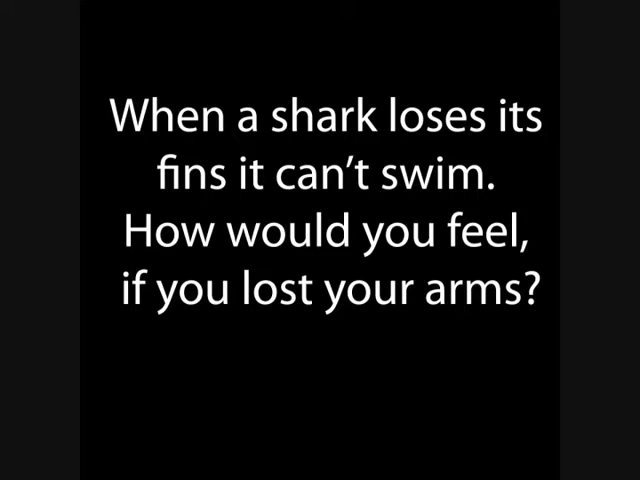 When a shark loses its
fins it can’t swim.
How would you feel,
if you lost your arms?